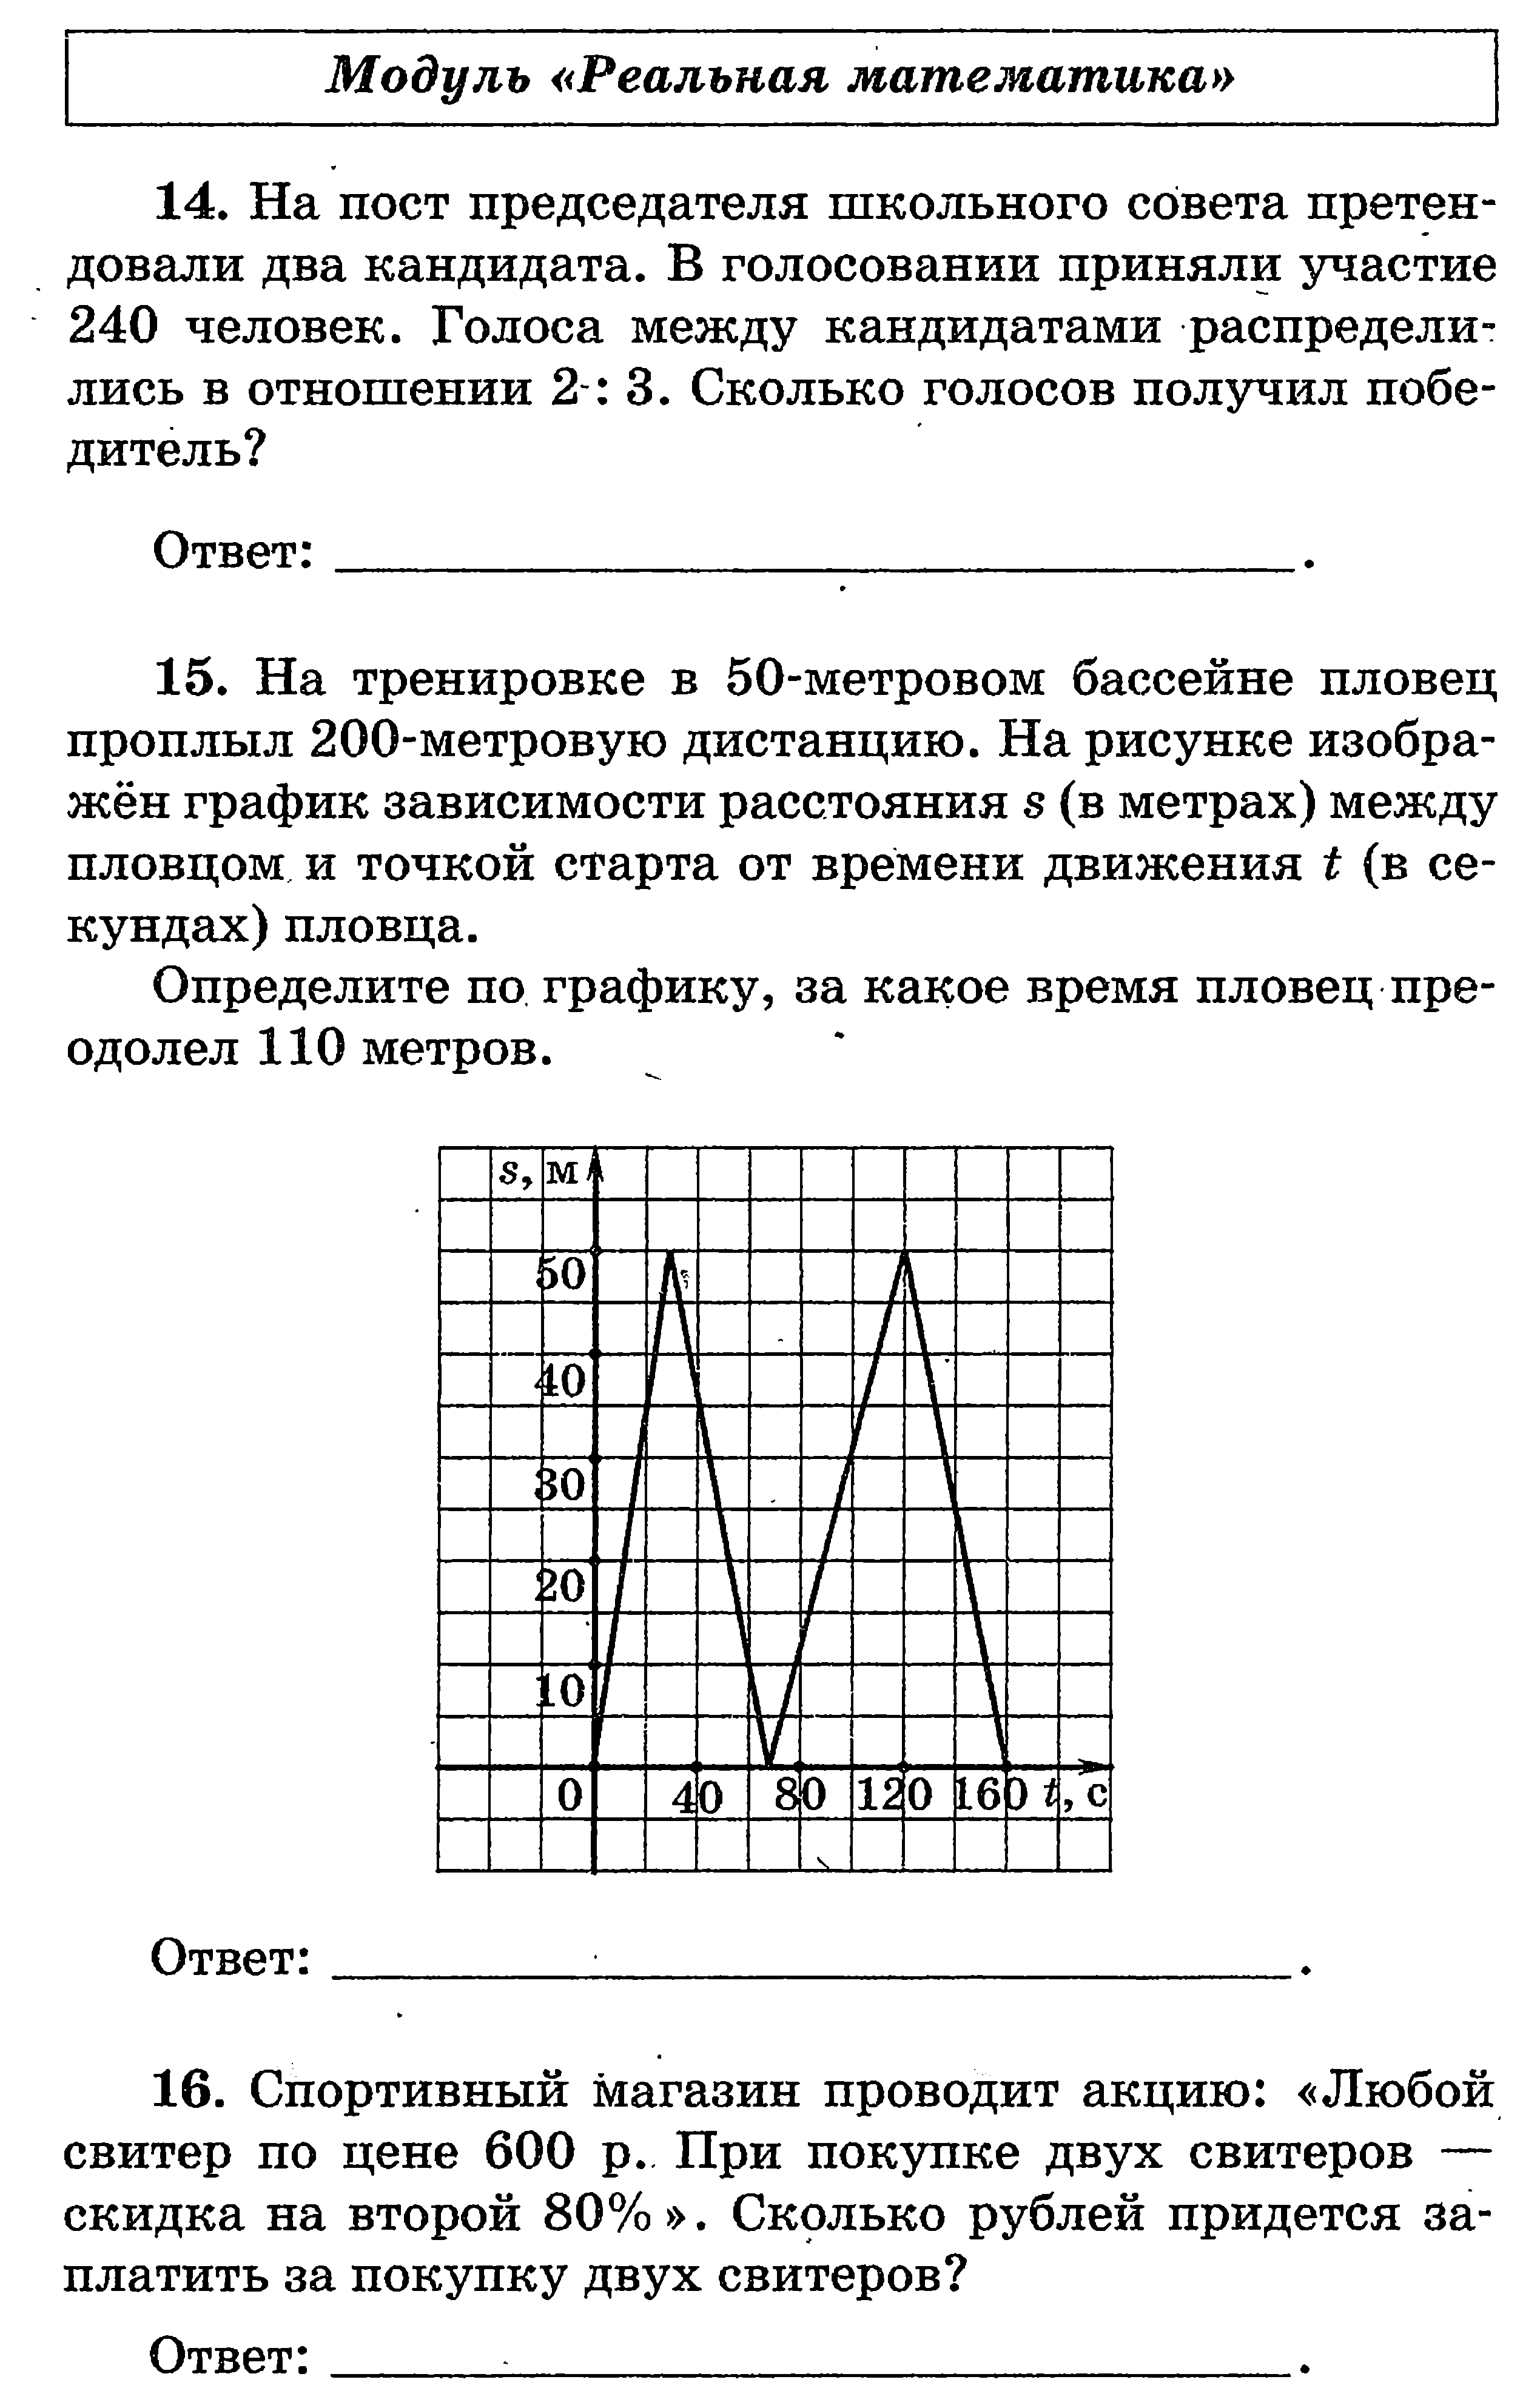 Модуль «Реальная математика»
14. На пост председателя школьного совета претен-
довали два кандидата. В голосовании приняли участие
240 человек. Голоса между кандидатами распредели-
лись в отношении 2 : 3. Сколько голосов получил побе-
дитель?
Ответ: ______________.
15. На тренировке в 50-метровом бассейне пловец
проплыл 200-метровую дистанцию. На рисунке изобра-
жён график зависимости расстояния s (в метрах) между
пловцом и точкой старта от времени движения t (в се-
кундах) пловца.
Определите по графику, за какое время пловец пре-
одолел 110 метров.
s, м
50
40
30
20
10
0 40 80 120 160 t, с
Ответ: ______________.
16. Спортивный магазин проводит акцию: «Любой
свитер по цене 600 р. При покупке двух свитеров —
скидка на второй 80%». Сколько рублей придется за-
платить за покупку двух свитеров?
Ответ: ______________.